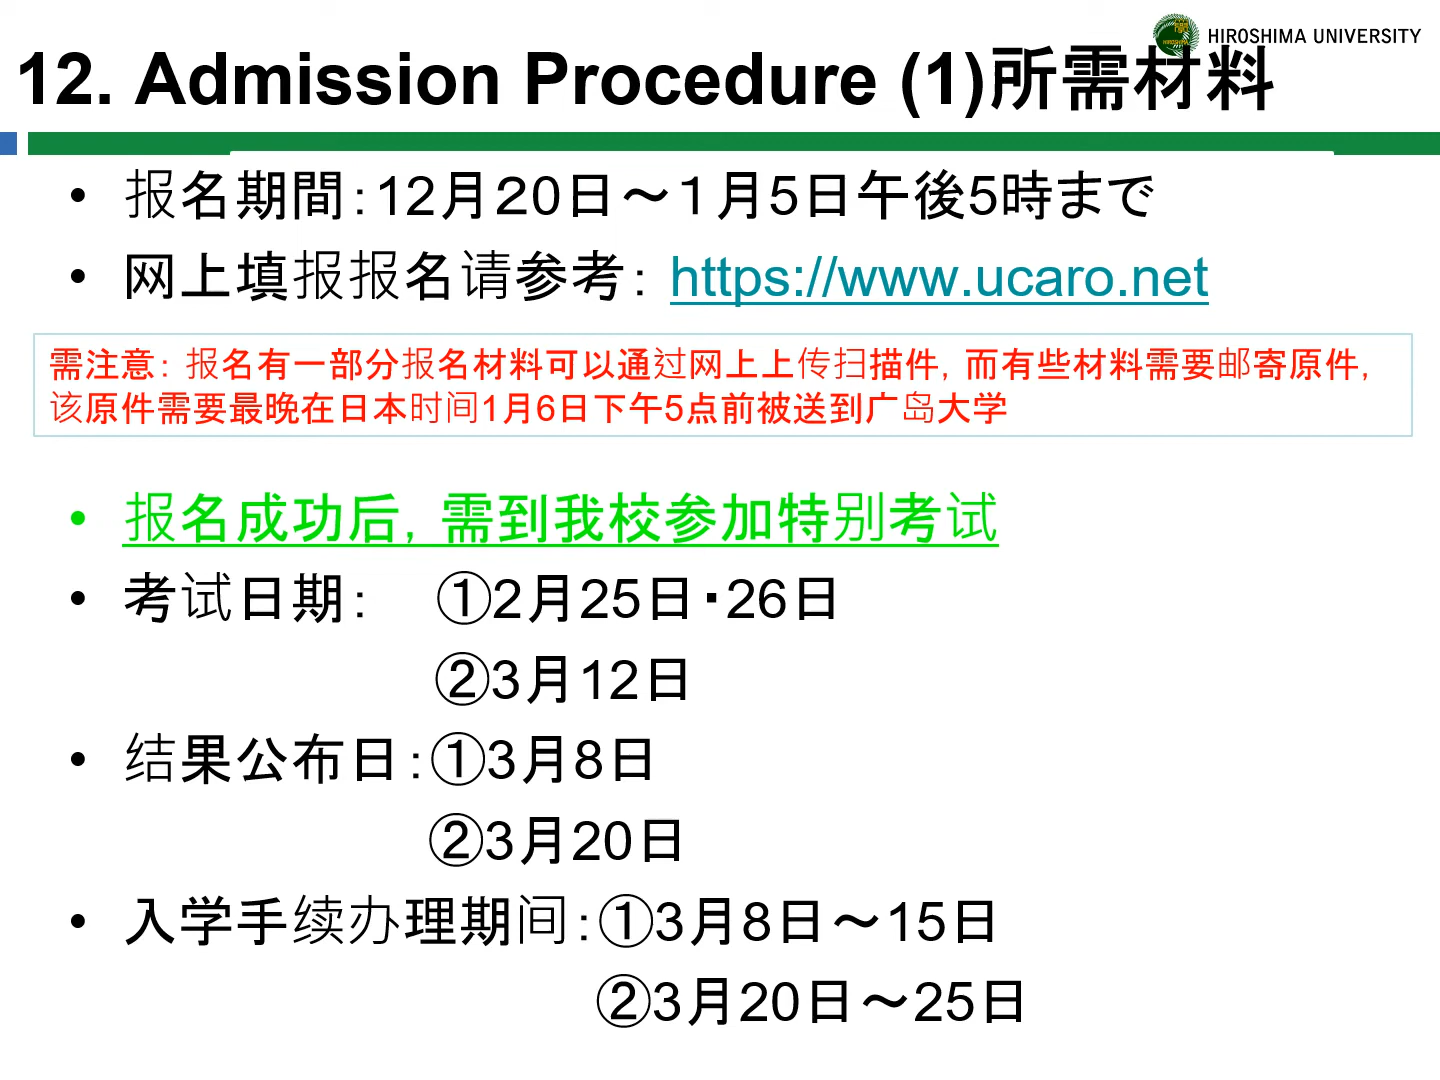 HIROSHIMA UNIVERSITY
12. Admission Procedure (1)所需材料
• 报名期間：12月２0日～１月5日午後5時まで
• 网上填报报名请参考： https://www.ucaro.net
需注意： 报名有一部分报名材料可以通过网上上传扫描件，而有些材料需要邮寄原件，
该原件需要最晚在日本时间1月6日下午5点前被送到广岛大学
• 报名成功后，需到我校参加特别考试
• 考试日期： ①2月25日・26日
②3月12日
• 结果公布日：①3月8日
②3月20日
• 入学手续办理期间：①3月8日～15日
②3月20日～25日